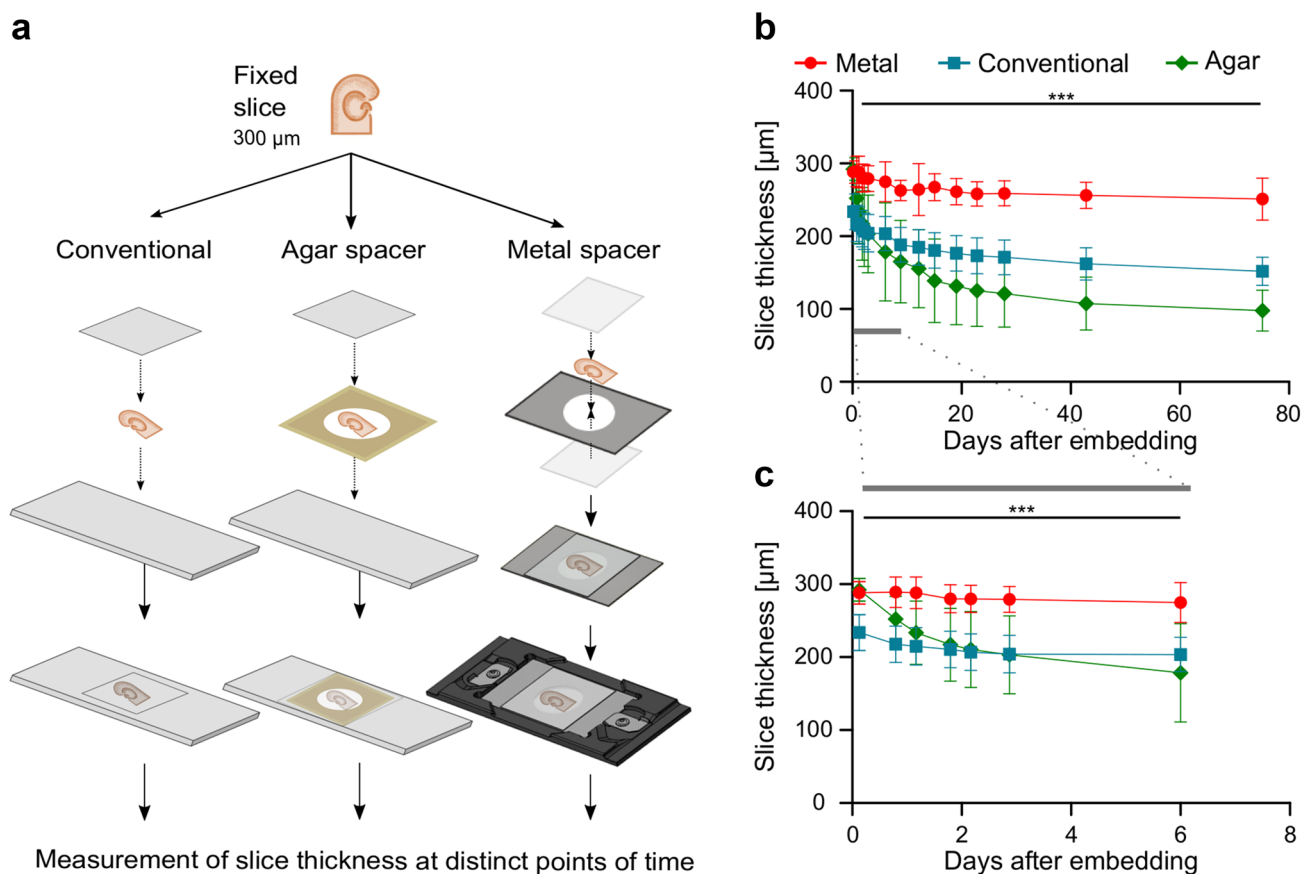 a
Fixed
slice
300 µm
Conventional
Agar spacer
Metal spacer
Measurement of slice thickness at distinct points of time
b
Metal
Conventional
Agar
***
Slice thickness [µm]
400
300
200
100
0
0
20
40
60
80
Days after embedding
c
***
Slice thickness [µm]
400
300
200
100
0
0
2
4
6
8
Days after embedding